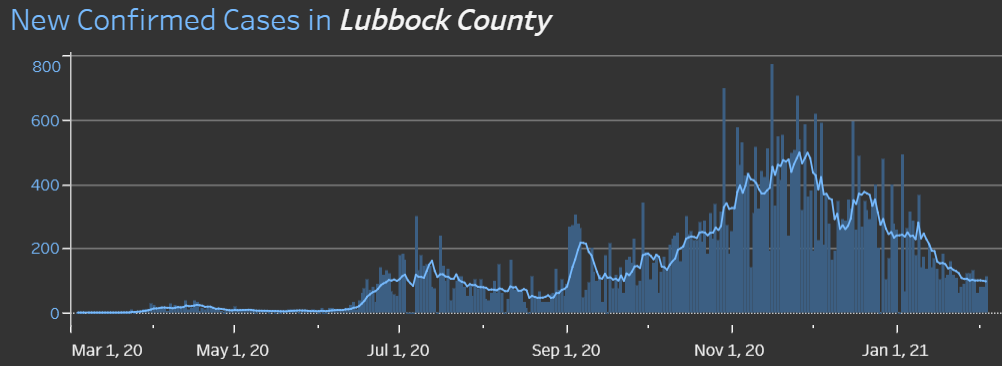 New Confirmed Cases in Lubbock County
800
600
400
200
0
Mar 1, 20 May 1, 20 Jul 1, 20 Sep 1, 20 Nov 1, 20 Jan 1, 21